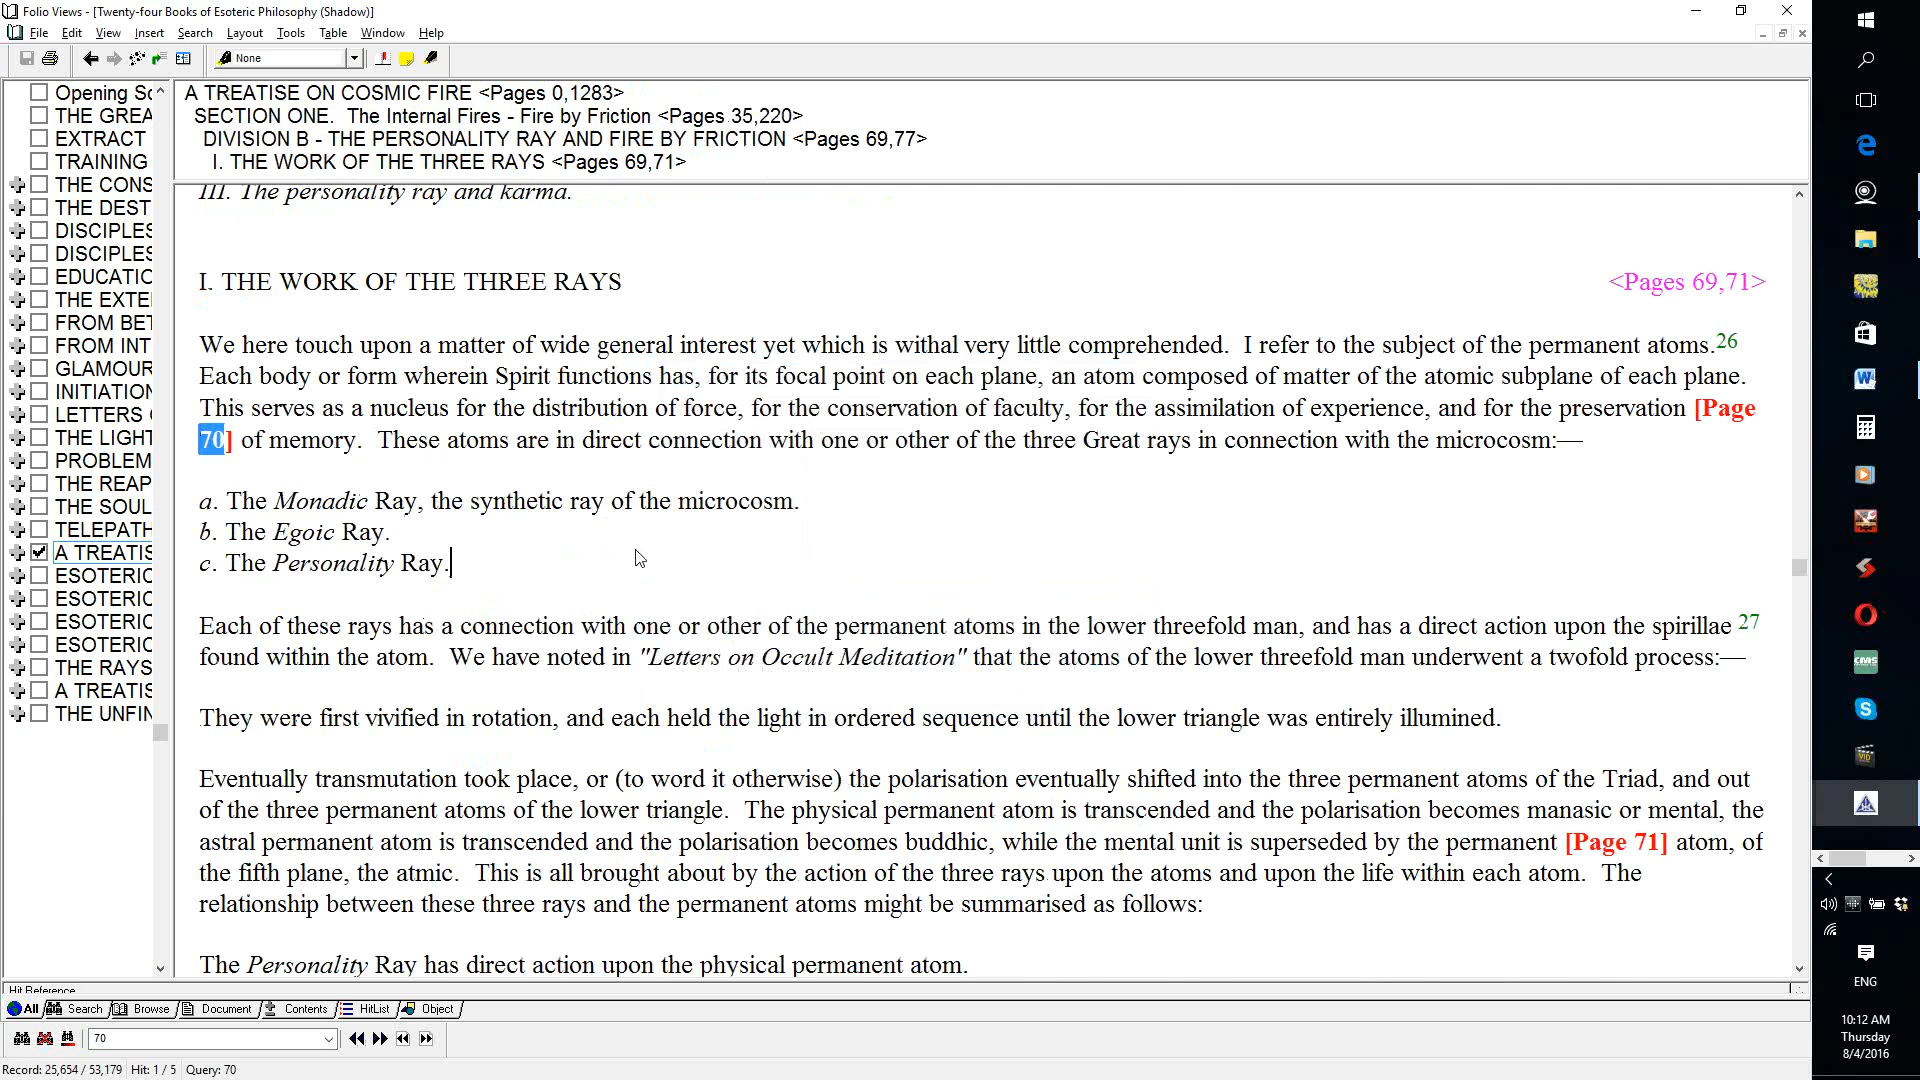 Folio Views - [Twenty-four Books of Esoteric Philosophy (Shadow)]
File Edit View Insert Search Layout Tools Table Window Help
None
Opening Sc
THE GREA
EXTRACT
TRAINING
THE CONS
THE DEST
DISCIPLES
DISCIPLES
EDUCATIO
THE EXTE
FROM BET
FROM INT
GLAMOUR
INITIATION
LETTERS
THE LIGHT
PROBLEM
THE REAP
THE SOUL
TELEPATH
A TREATIS
ESOTERIC
ESOTERIC
ESOTERIC
ESOTERIC
THE RAYS
A TREATIS
THE UNFIN
A TREATISE ON COSMIC FIRE <Pages 0,1283>
SECTION ONE. The Internal Fires - Fire by Friction <Pages 35,220>
DIVISION B - THE PERSONALITY RAY AND FIRE BY FRICTION <Pages 69,77>
I. THE WORK OF THE THREE RAYS <Pages 69,71>
III. The personality ray and karma.
I. THE WORK OF THE THREE RAYS <Pages 69,71>
We here touch upon a matter of wide general interest yet which is withal very little comprehended. I refer to the subject of the permanent atoms.26
Each body or form wherein Spirit functions has, for its focal point on each plane, an atom composed of matter of the atomic subplane of each plane.
This serves as a nucleus for the distribution of force, for the conservation of faculty, for the assimilation of experience, and for the preservation [Page
70] of memory. These atoms are in direct connection with one or other of the three Great rays in connection with the microcosm:—
a. The Monadic Ray, the synthetic ray of the microcosm.
b. The Egoic Ray.
c. The Personality Ray.
Each of these rays has a connection with one or other of the permanent atoms in the lower threefold man, and has a direct action upon the spirillae 27
found within the atom. We have noted in "Letters on Occult Meditation" that the atoms of the lower threefold man underwent a twofold process:—
They were first vivified in rotation, and each held the light in ordered sequence until the lower triangle was entirely illumined.
Eventually transmutation took place, or (to word it otherwise) the polarisation eventually shifted into the three permanent atoms of the Triad, and out
of the three permanent atoms of the lower triangle. The physical permanent atom is transcended and the polarisation becomes manasic or mental, the
astral permanent atom is transcended and the polarisation becomes buddhic, while the mental unit is superseded by the permanent [Page 71] atom, of
the fifth plane, the atmic. This is all brought about by the action of the three rays upon the atoms and upon the life within each atom. The
relationship between these three rays and the permanent atoms might be summarised as follows:
The Personality Ray has direct action upon the physical permanent atom.
Hit Reference
All Search Browse Document Contents HitList Object
70
Record: 25,654 / 53,179 Hit: 1 / 5 Query: 70
CMS
VID
ENG
10:12 AM
Thursday
8/4/2016